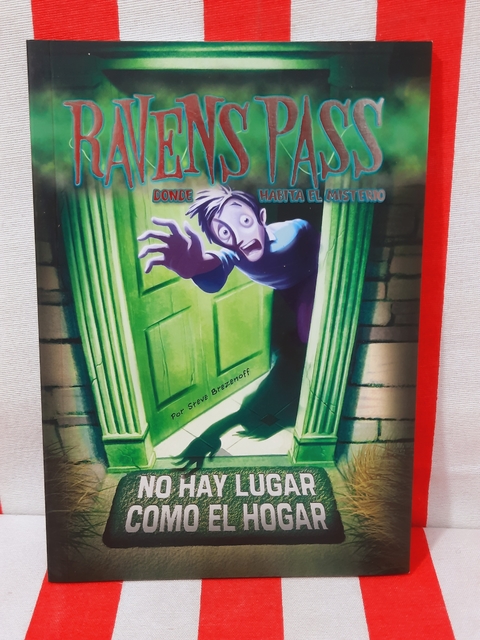 RAVENS PASS
DONDE HABITA EL MISTERIO
Por Steve Brezenoff
NO HAY LUGAR
COMO EL HOGAR